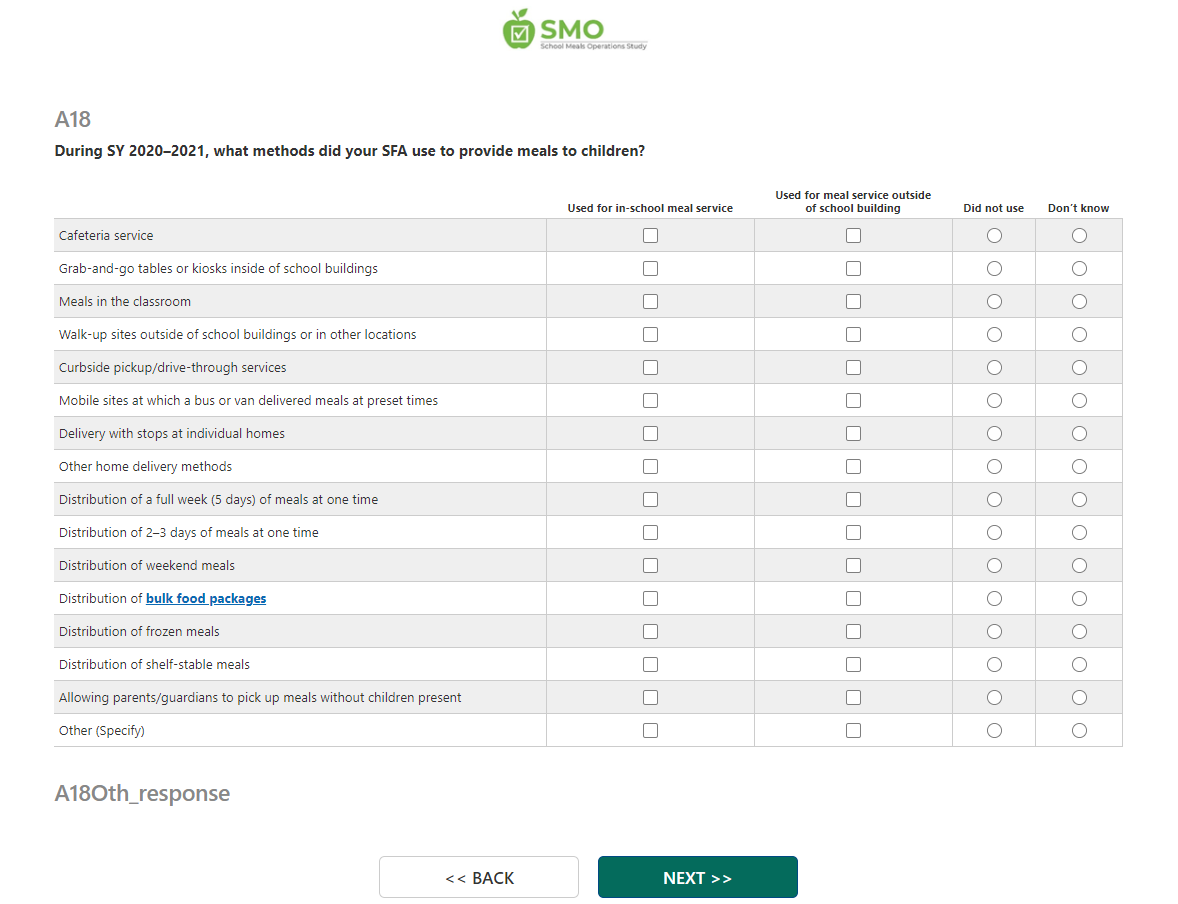 SMO
School Meals Operations Study
A18
During SY 2020–2021, what methods did your SFA use to provide meals to children?
Used for in-school meal service
Used for meal service outside
of school building
Did not use
Don't know
Cafeteria service
Grab-and-go tables or kiosks inside of school buildings
Meals in the classroom
Walk-up sites outside of school buildings or in other locations
Curbside pickup/drive-through services
Mobile sites at which a bus or van delivered meals at preset times
Delivery with stops at individual homes
Other home delivery methods
Distribution of a full week (5 days) of meals at one time
Distribution of 2–3 days of meals at one time
Distribution of weekend meals
Distribution of bulk food packages
Distribution of frozen meals
Distribution of shelf-stable meals
Allowing parents/guardians to pick up meals without children present
Other (Specify)
A18Oth_response
<< BACK
NEXT >>